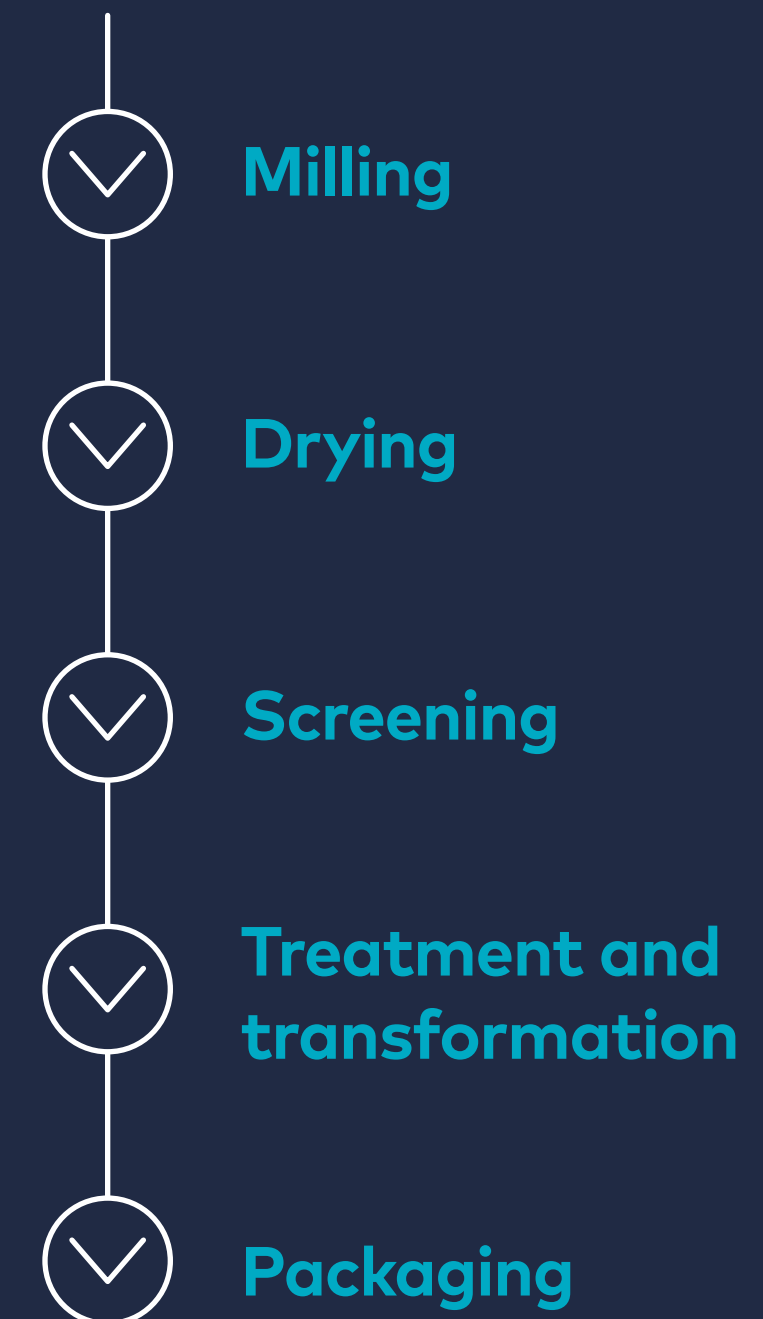 Milling
Drying
Screening
Treatment and
transformation
Packaging